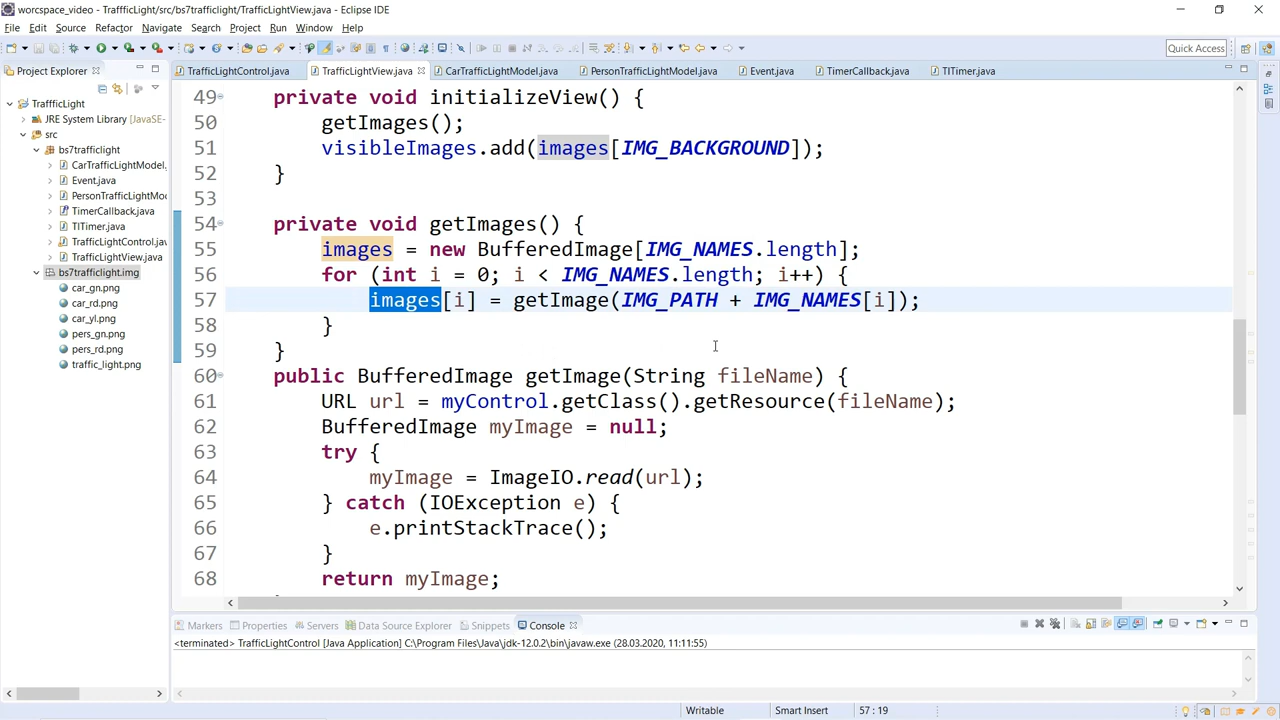 worcspace_video - TrafficLight/src/bs7trafficlight/TrafficLightView.java - Eclipse IDE
File Edit Source Refactor Navigate Search Project Run Window Help
Quick Access
Project Explorer
TrafficLightControl.java TrafficLightView.java CarTrafficLightModel.java PersonTrafficLightModel.java Event.java TimerCallback.java TITimer.java
TraffficLight
JRE System Library [JavaSE-
src
bs7trafficlight
CarTrafficLightModel.
Event.java
PersonTrafficLightMo
TimerCallback.java
TITimer.java
TrafficLightControl.jav
TrafficLightView.java
bs7trafficlight.img
car_gn.png
car_rd.png
car_yl.png
pers_gn.png
pers_rd.png
traffic_light.png
49 private void initializeView() {
50 getImages();
51 visibleImages.add(images[IMG_BACKGROUND]);
52 }
53
54 private void getImages() {
55 images = new BufferedImage[IMG_NAMES.length];
56 for (int i = 0; i < IMG_NAMES.length; i++) {
57 images[i] = getImage(IMG_PATH + IMG_NAMES[i]);
58 }
59 }
60 public BufferedImage getImage(String fileName) {
61 URL url = myControl.getClass().getResource(fileName);
62 BufferedImage myImage = null;
63 try {
64 myImage = ImageIO.read(url);
65 } catch (IOException e) {
66 e.printStackTrace();
67 }
68 return myImage;
Markers Properties Servers Data Source Explorer Snippets Console
<terminated> TrafficLightControl [Java Application] C:\Program Files\Java\jdk-12.0.2\bin\javaw.exe (28.03.2020, 11:11:55)
Writable Smart Insert 57 : 19